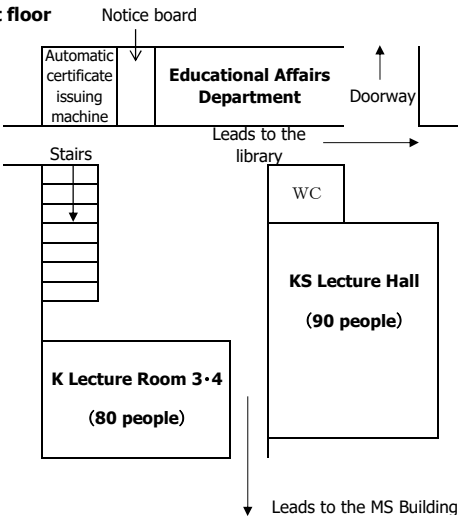 floor
Notice board
Automatic
certificate
issuing
machine
Educational Affairs
Department
Doorway
Leads to the
library
Stairs
WC
KS Lecture Hall
(90 people)
K Lecture Room 3・4
(80 people)
Leads to the MS Building